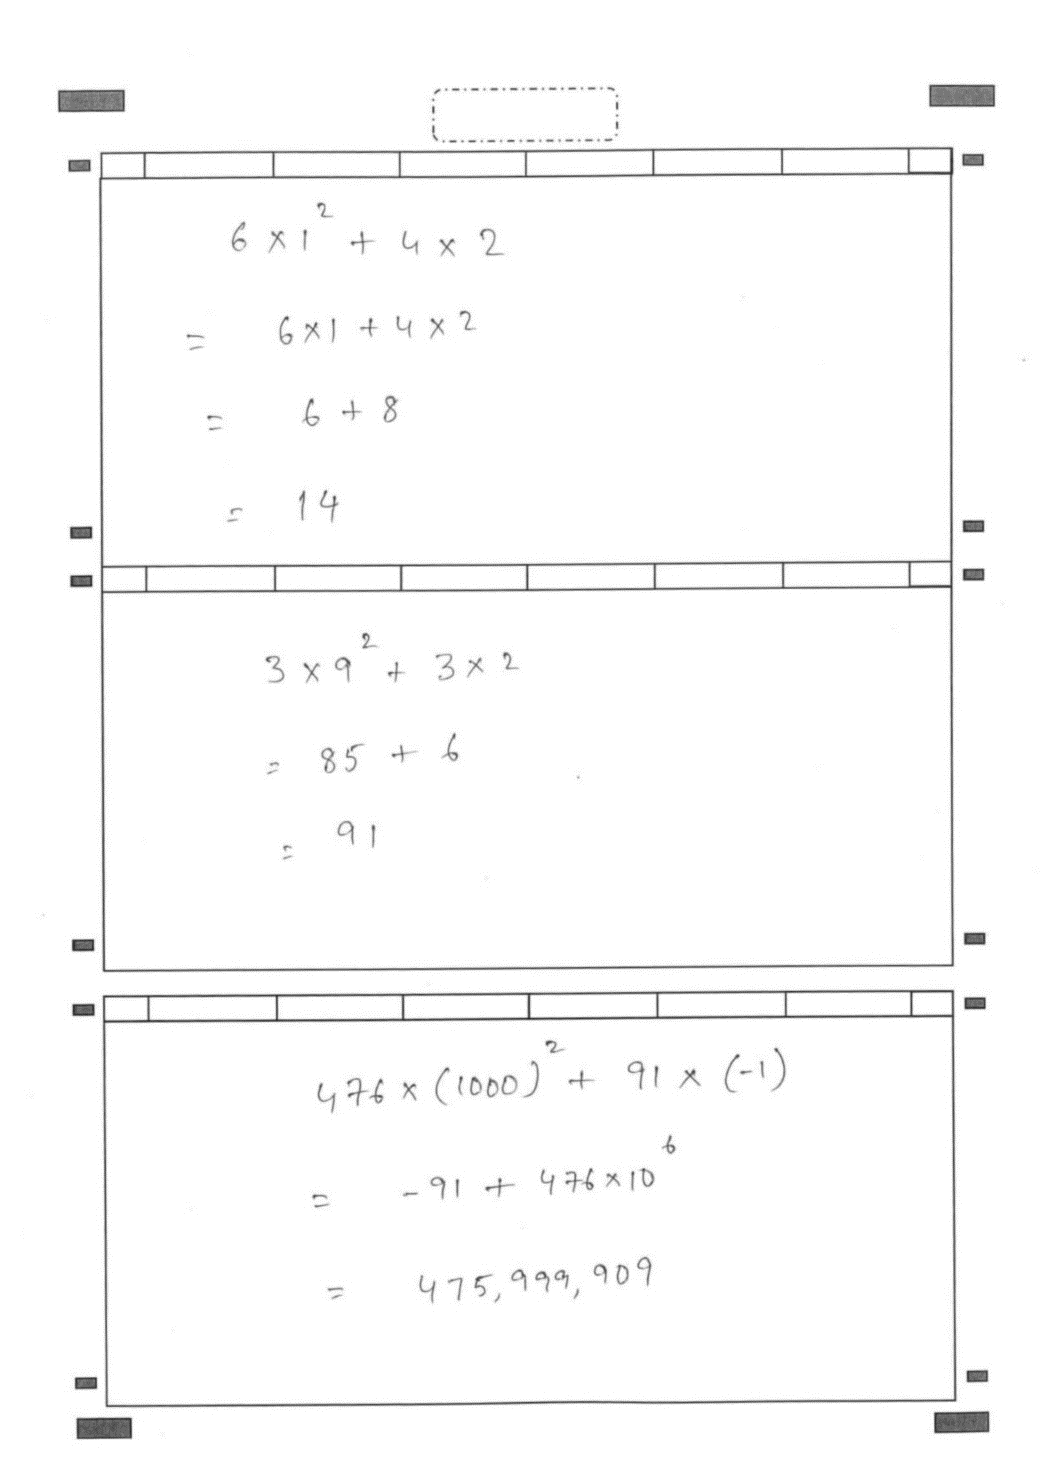 6 × 1² + 4 × 2
= 6×1 + 4 × 2
= 6 + 8
= 14
3 × 9² + 3 × 2
= 85 + 6
= 91
476 × (1000)² + 91 × (-1)
= -91 + 476 × 10⁶
= 475,999,909